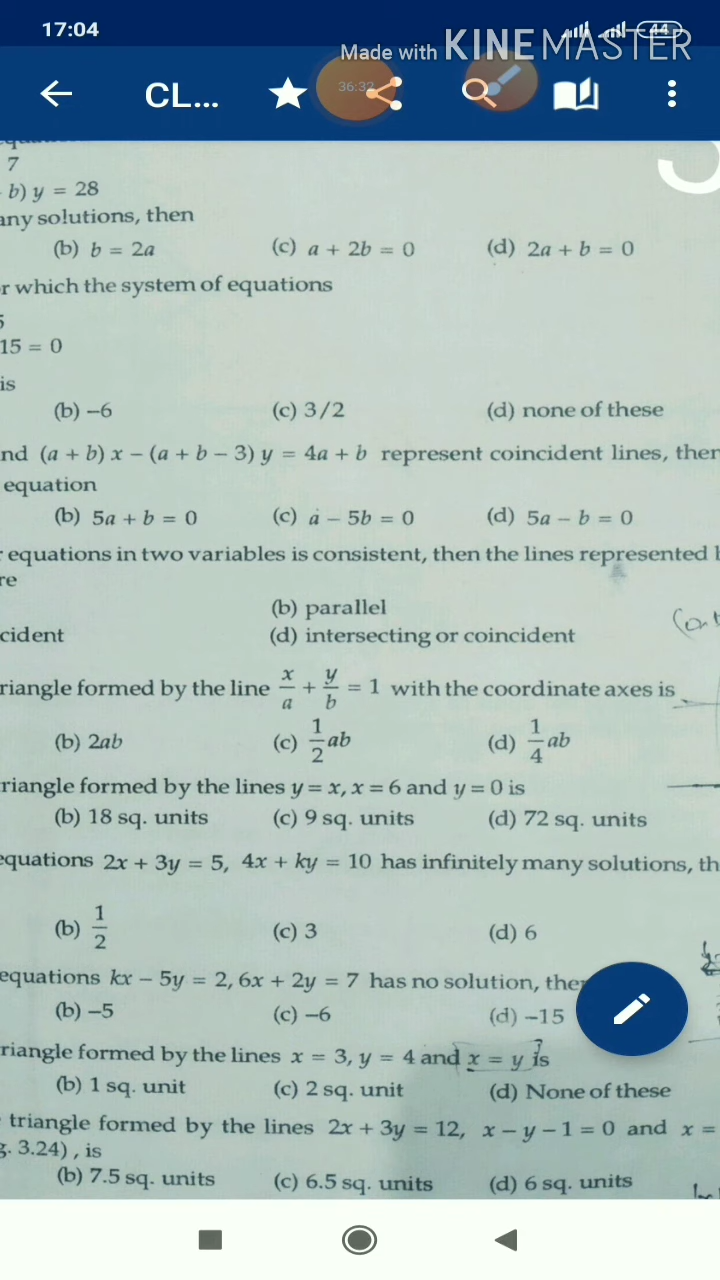 17:04
44
Made with KINEMASTER
CL...
36:32
7
b) y = 28
any solutions, then
(b) b = 2a (c) a + 2b = 0 (d) 2a + b = 0
r which the system of equations
5
15 = 0
is
(b) –6 (c) 3/2 (d) none of these
nd (a + b) x – (a + b – 3) y = 4a + b represent coincident lines, then
equation
(b) 5a + b = 0 (c) a – 5b = 0 (d) 5a – b = 0
r equations in two variables is consistent, then the lines represented b
re
(b) parallel
cident (d) intersecting or coincident
riangle formed by the line x/a + y/b = 1 with the coordinate axes is
(b) 2ab (c) 1/2 ab (d) 1/4 ab
riangle formed by the lines y = x, x = 6 and y = 0 is
(b) 18 sq. units (c) 9 sq. units (d) 72 sq. units
equations 2x + 3y = 5, 4x + ky = 10 has infinitely many solutions, th
(b) 1/2 (c) 3 (d) 6
equations kx – 5y = 2, 6x + 2y = 7 has no solution, the
(b) –5 (c) –6 (d) –15
riangle formed by the lines x = 3, y = 4 and x = y is
?
(b) 1 sq. unit (c) 2 sq. unit (d) None of these
triangle formed by the lines 2x + 3y = 12, x – y – 1 = 0 and x =
g. 3.24) , is
(b) 7.5 sq. units (c) 6.5 sq. units (d) 6 sq. units